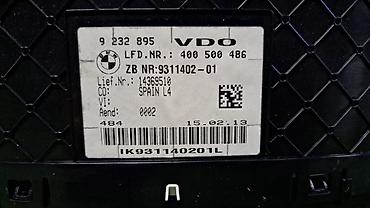 9 232 895 VDO
LFD.NR.: 400 500 486
ZB NR:9311402-01
Lief.Nr.: 14369510
CO: SPAIN L4
VI:
Aend: 0002
484 15.02.13
IK931140201L